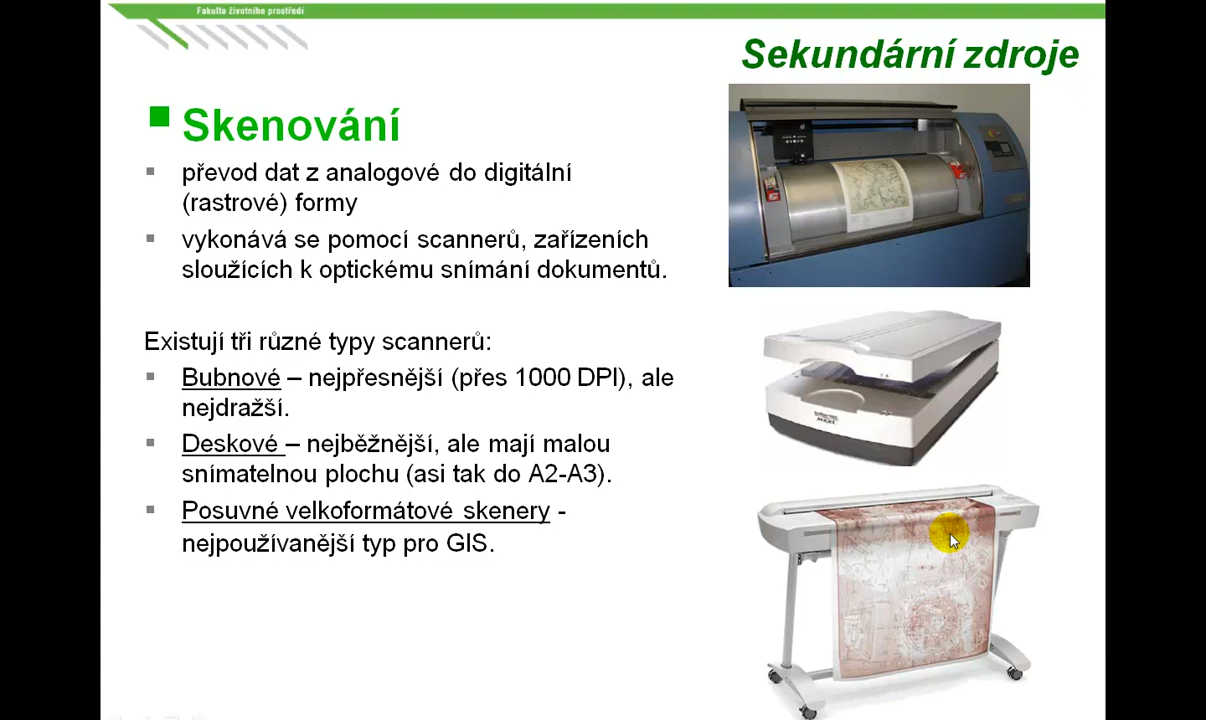 Fakulta životního prostředí
Sekundární zdroje
Skenování
převod dat z analogové do digitální
(rastrové) formy
vykonává se pomocí scannerů, zařízeních
sloužících k optickému snímání dokumentů.
Existují tři různé typy scannerů:
Bubnové – nejpřesnější (přes 1000 DPI), ale
nejdražší.
Deskové – nejběžnější, ale mají malou
snímatelnou plochu (asi tak do A2-A3).
Posuvné velkoformátové skenery -
nejpoužívanější typ pro GIS.